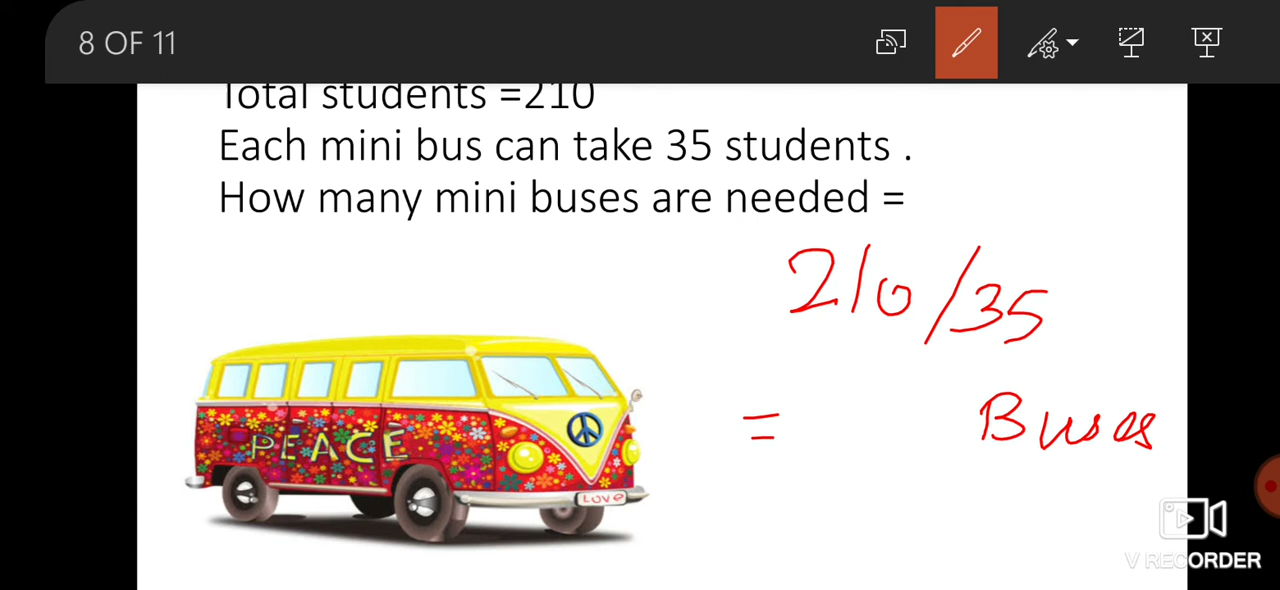 8 OF 11
Total students =210
Each mini bus can take 35 students .
How many mini buses are needed =
210/35
= Buses
PEACE
LOVE
V RECORDER